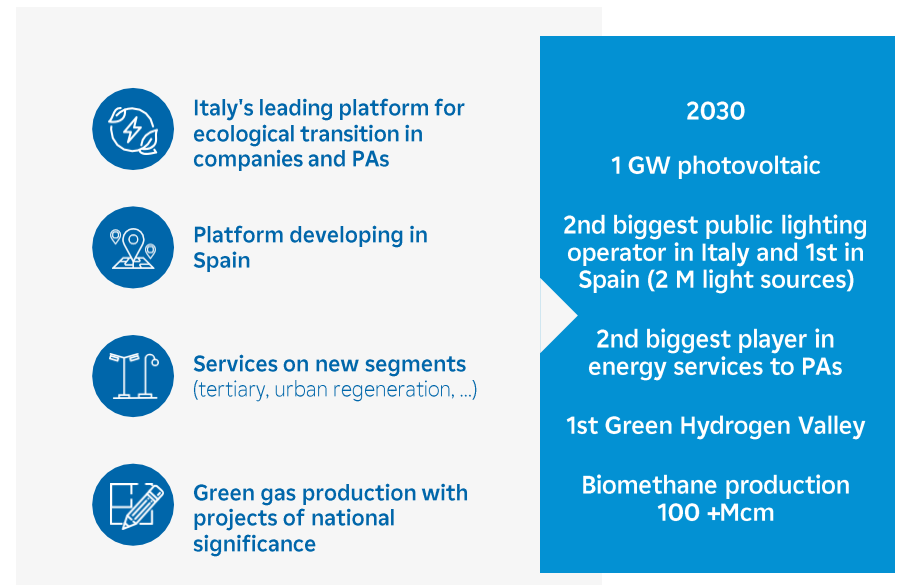 Italy's leading platform for
ecological transition in
companies and PAs
Platform developing in
Spain
Services on new segments
(tertiary, urban regeneration, ...)
Green gas production with
projects of national
significance
2030
1 GW photovoltaic
2nd biggest public lighting
operator in Italy and 1st in
Spain (2 M light sources)
2nd biggest player in
energy services to PAs
1st Green Hydrogen Valley
Biomethane production
100 +Mcm